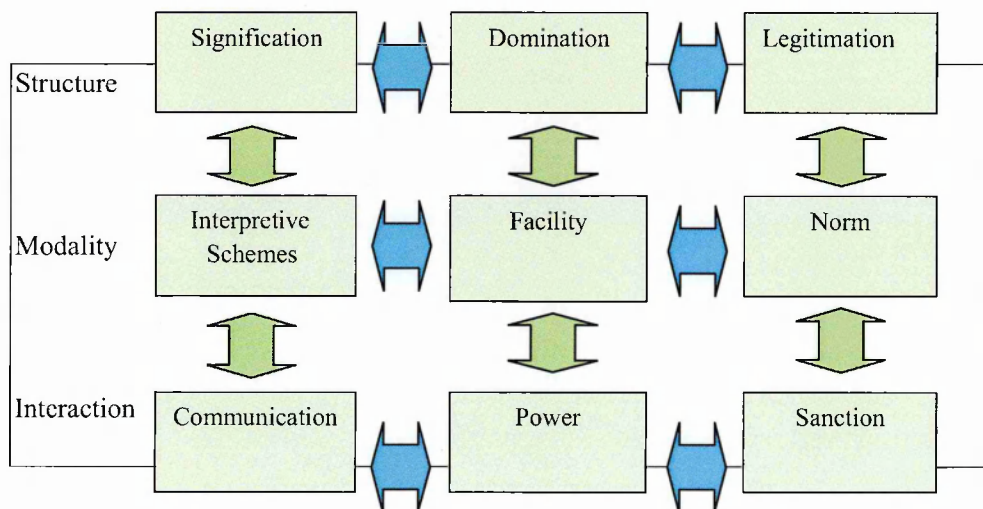 Signification
Domination
Legitimation
Structure
Interpretive
Schemes
Facility
Norm
Modality
Interaction
Communication
Power
Sanction